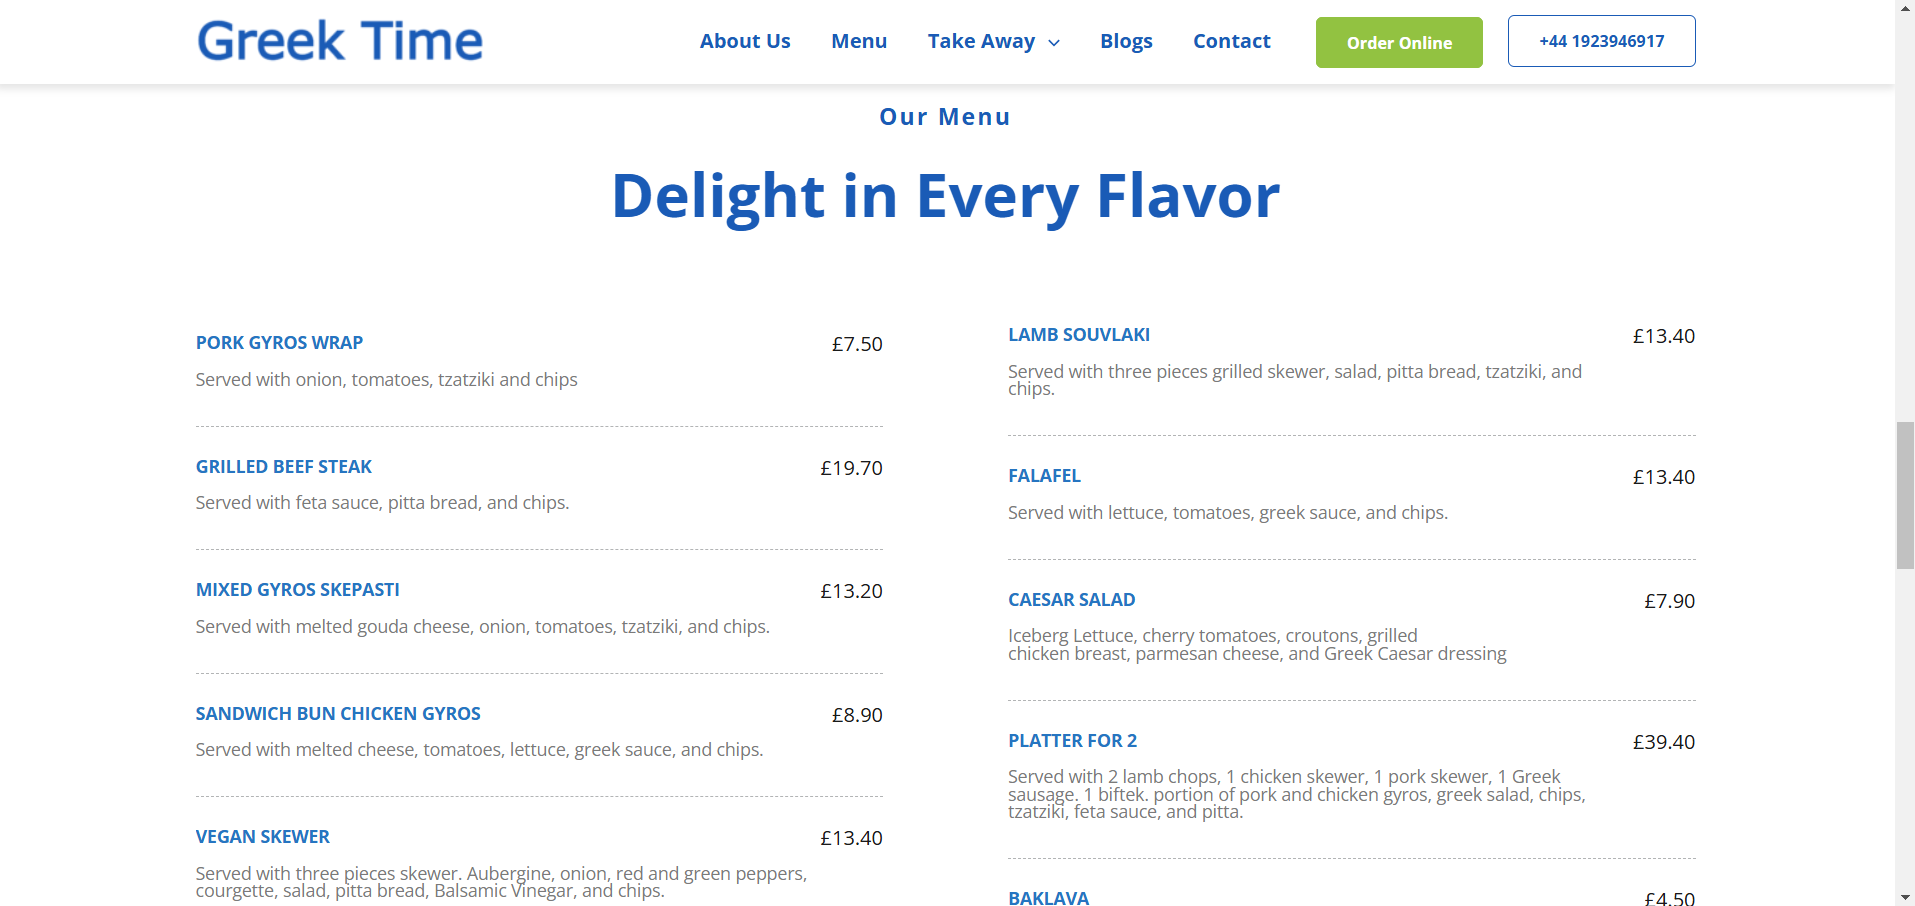 Greek Time
About Us
Menu
Take Away
Blogs
Contact
Order Online
+44 1923946917
Our Menu
Delight in Every Flavor
PORK GYROS WRAP
£7.50
Served with onion, tomatoes, tzatziki and chips
GRILLED BEEF STEAK
£19.70
Served with feta sauce, pitta bread, and chips.
MIXED GYROS SKEPASTI
£13.20
Served with melted gouda cheese, onion, tomatoes, tzatziki, and chips.
SANDWICH BUN CHICKEN GYROS
£8.90
Served with melted cheese, tomatoes, lettuce, greek sauce, and chips.
VEGAN SKEWER
£13.40
Served with three pieces skewer. Aubergine, onion, red and green peppers,
courgette, salad, pitta bread, Balsamic Vinegar, and chips.
LAMB SOUVLAKI
£13.40
Served with three pieces grilled skewer, salad, pitta bread, tzatziki, and
chips.
FALAFEL
£13.40
Served with lettuce, tomatoes, greek sauce, and chips.
CAESAR SALAD
£7.90
Iceberg Lettuce, cherry tomatoes, croutons, grilled
chicken breast, parmesan cheese, and Greek Caesar dressing
PLATTER FOR 2
£39.40
Served with 2 lamb chops, 1 chicken skewer, 1 pork skewer, 1 Greek
sausage. 1 biftek. portion of pork and chicken gyros, greek salad, chips,
tzatziki, feta sauce, and pitta.
BAKLAVA
£4.50